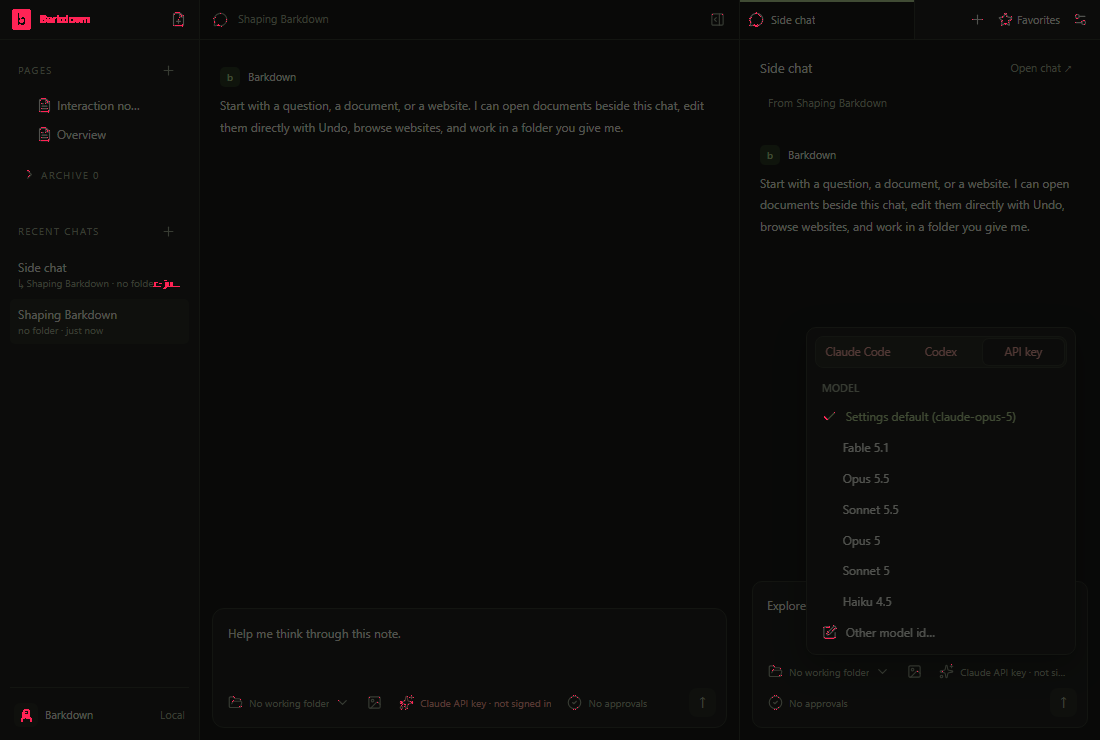 b Barkdown
PAGES
Interaction no...
Overview
ARCHIVE 0
RECENT CHATS
Side chat
↳ Shaping Barkdown · no folder
Shaping Barkdown
no folder · just now
Barkdown Local
Shaping Barkdown
b Barkdown
Start with a question, a document, or a website. I can open documents beside this chat, edit
them directly with Undo, browse websites, and work in a folder you give me.
Help me think through this note.
No working folder Claude API key · not signed in No approvals
Side chat Favorites
Side chat Open chat ↗
From Shaping Barkdown
b Barkdown
Start with a question, a document, or a website. I can open
documents beside this chat, edit them directly with Undo,
browse websites, and work in a folder you give me.
Claude Code Codex API key
MODEL
Settings default (claude-opus-5)
Fable 5.1
Opus 5.5
Sonnet 5.5
Opus 5
Sonnet 5
Haiku 4.5
Other model id...
Explore
No working folder Claude API key · not si...
No approvals